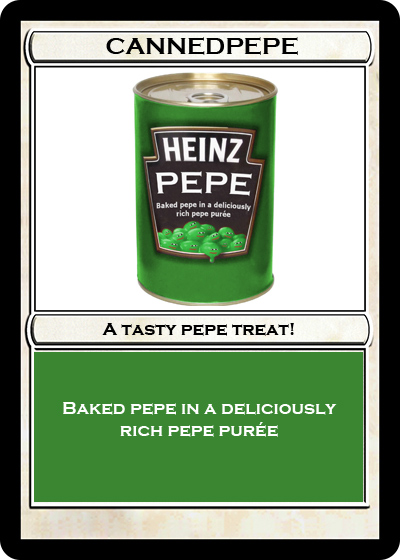 CANNEDPEPE
HEINZ
PEPE
Baked pepe in a deliciously
rich pepe purée
A TASTY PEPE TREAT!
BAKED PEPE IN A DELICIOUSLY
RICH PEPE PURÉE